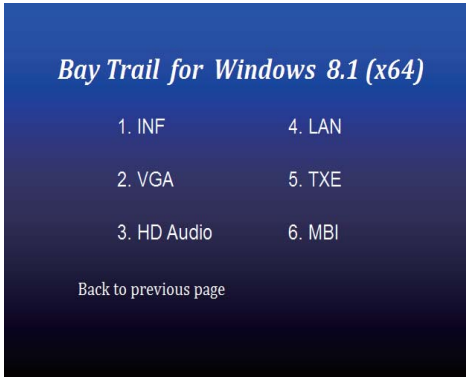 Bay Trail for Windows 8.1 (x64)
1. INF
4. LAN
2. VGA
5. TXE
3. HD Audio
6. MBI
Back to previous page